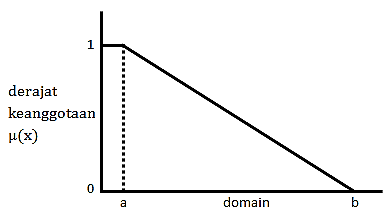 1
derajat
keanggotaan
μ(x)
0
a domain b